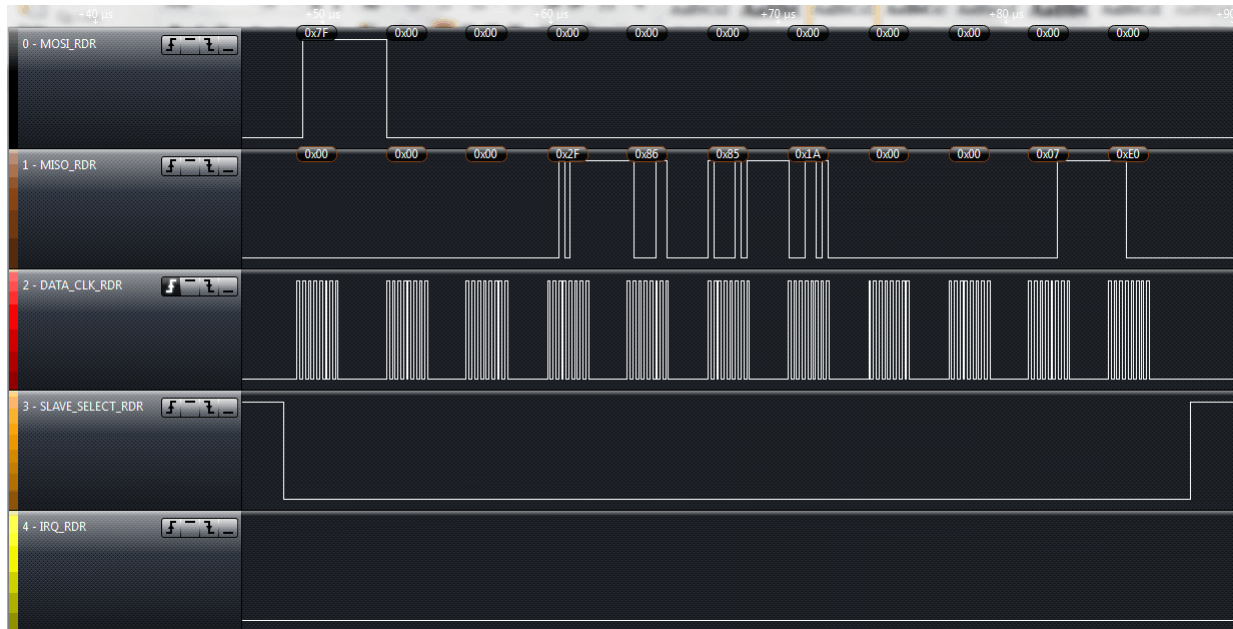 +40 µs +50 µs +60 µs +70 µs +80 µs +90
0 - MOSI_RDR 0x7F 0x00 0x00 0x00 0x00 0x00 0x00 0x00 0x00 0x00 0x00
1 - MISO_RDR 0x00 0x00 0x00 0x2F 0x86 0x85 0x1A 0x00 0x00 0x07 0xE0
2 - DATA_CLK_RDR
3 - SLAVE_SELECT_RDR
4 - IRQ_RDR